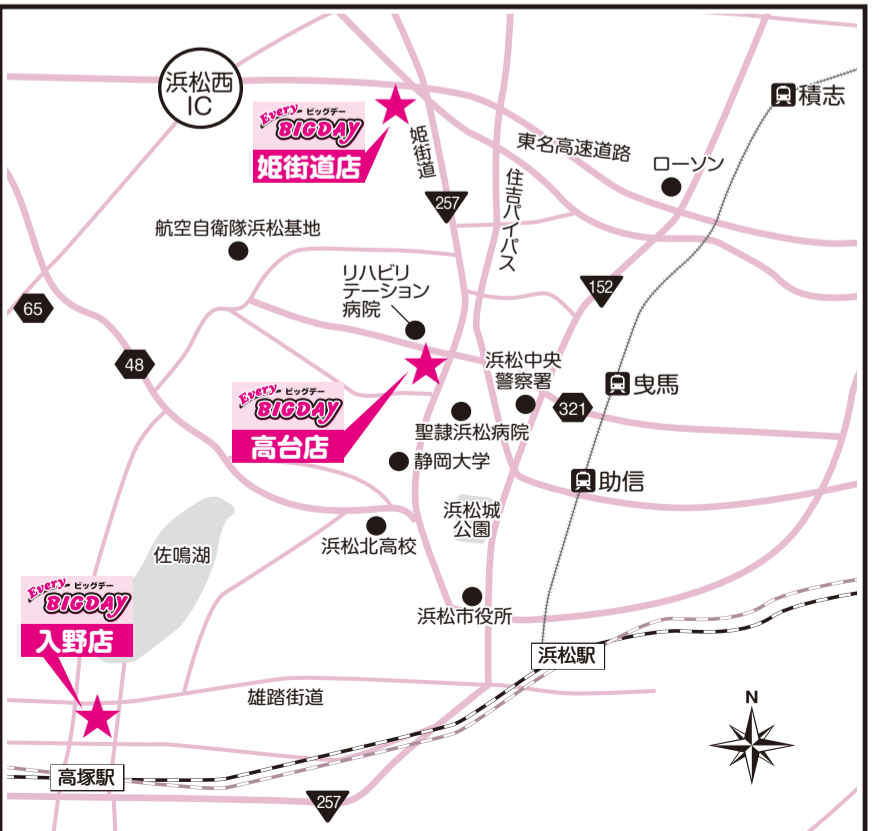 浜松西
IC
積志
Every
ビッグデー
BIGDAY
姫街道店
姫街道
東名高速道路
ローソン
住吉バイパス
257
航空自衛隊浜松基地
リハビリ
テーション
病院
152
65
48
浜松中央
警察署
曳馬
321
Every
ビッグデー
BIGDAY
高台店
聖隷浜松病院
静岡大学
助信
浜松城
公園
浜松北高校
佐鳴湖
Every
ビッグデー
BIGDAY
入野店
浜松市役所
浜松駅
雄踏街道
N
高塚駅
257